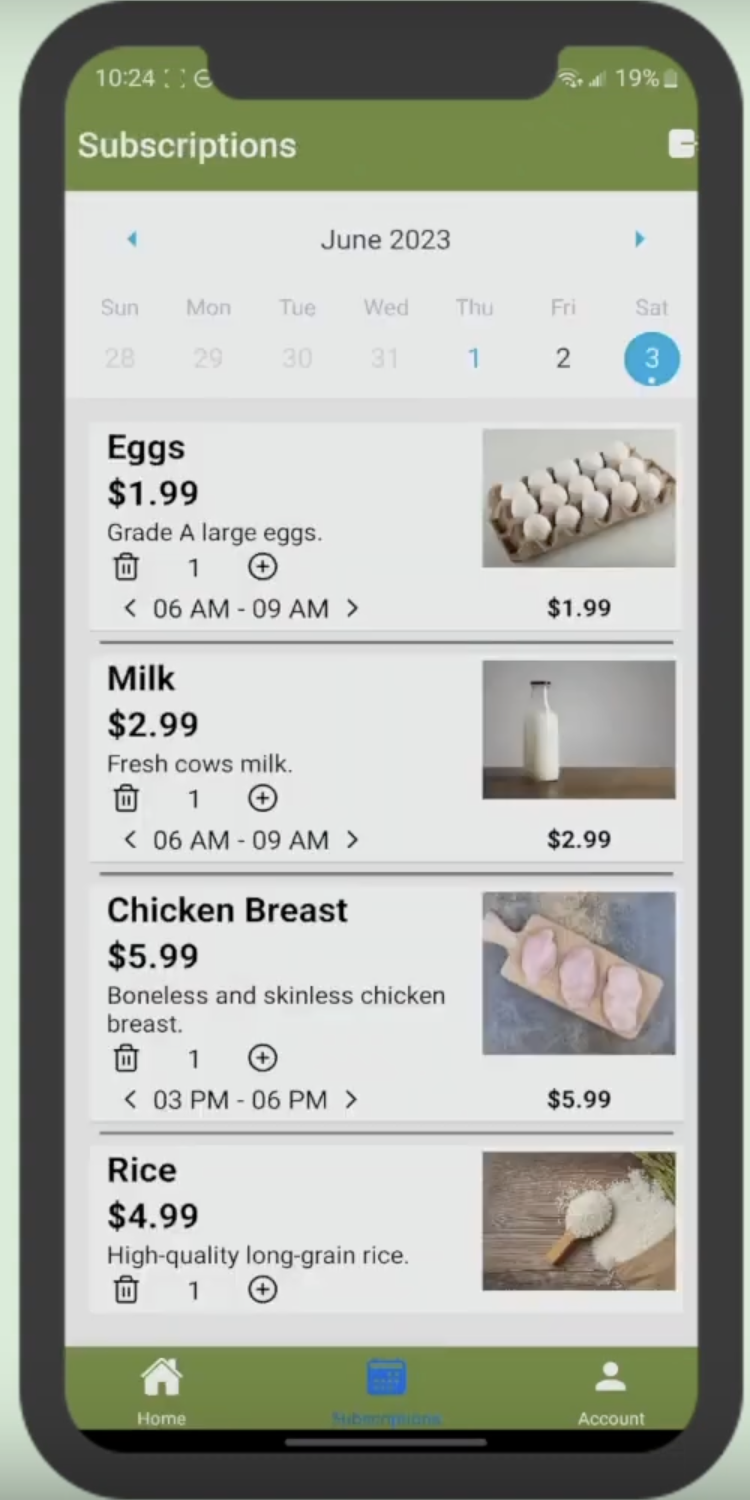 10:24 19%
Subscriptions
June 2023
Sun Mon Tue Wed Thu Fri Sat
28 29 30 31 1 2 3
Eggs
$1.99
Grade A large eggs.
1
06 AM - 09 AM $1.99
Milk
$2.99
Fresh cows milk.
1
06 AM - 09 AM $2.99
Chicken Breast
$5.99
Boneless and skinless chicken
breast.
1
03 PM - 06 PM $5.99
Rice
$4.99
High-quality long-grain rice.
1
Home Subscriptions Account